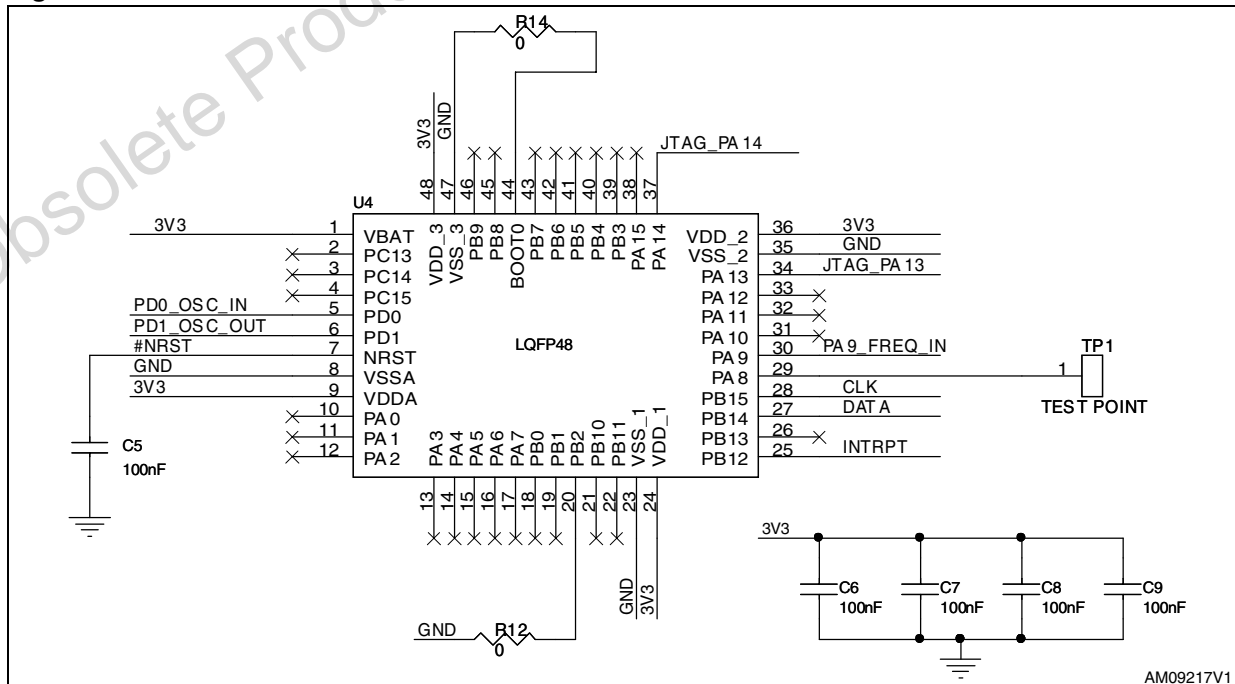 Obsolete Produ
R14
0
3V3
GND
JTAG_PA14
48
47
46
45
44
43
42
41
40
39
38
37
U4
VDD_3
VSS_3
PB9
PB8
BOOT0
PB7
PB6
PB5
PB4
PB3
PA15
PA14
3V3 1 VBAT
2 PC13
3 PC14
4 PC15
PD0_OSC_IN 5 PD0
PD1_OSC_OUT 6 PD1
#NRST 7 NRST
GND 8 VSSA
3V3 9 VDDA
10 PA0
11 PA1
12 PA2
LQFP48
VDD_2 36 3V3
VSS_2 35 GND
PA13 34 JTAG_PA13
PA12 33
PA11 32
PA10 31
PA9 30 PA9_FREQ_IN
PA8 29
PB15 28 CLK
PB14 27 DATA
PB13 26
PB12 25 INTRPT
1
TP1
TEST POINT
C5
100nF
PA3
PA4
PA5
PA6
PA7
PB0
PB1
PB2
PB10
PB11
VSS_1
VDD_1
13
14
15
16
17
18
19
20
21
22
23
24
GND
3V3
GND
R12
0
3V3
C6
100nF
C7
100nF
C8
100nF
C9
100nF
AM09217V1